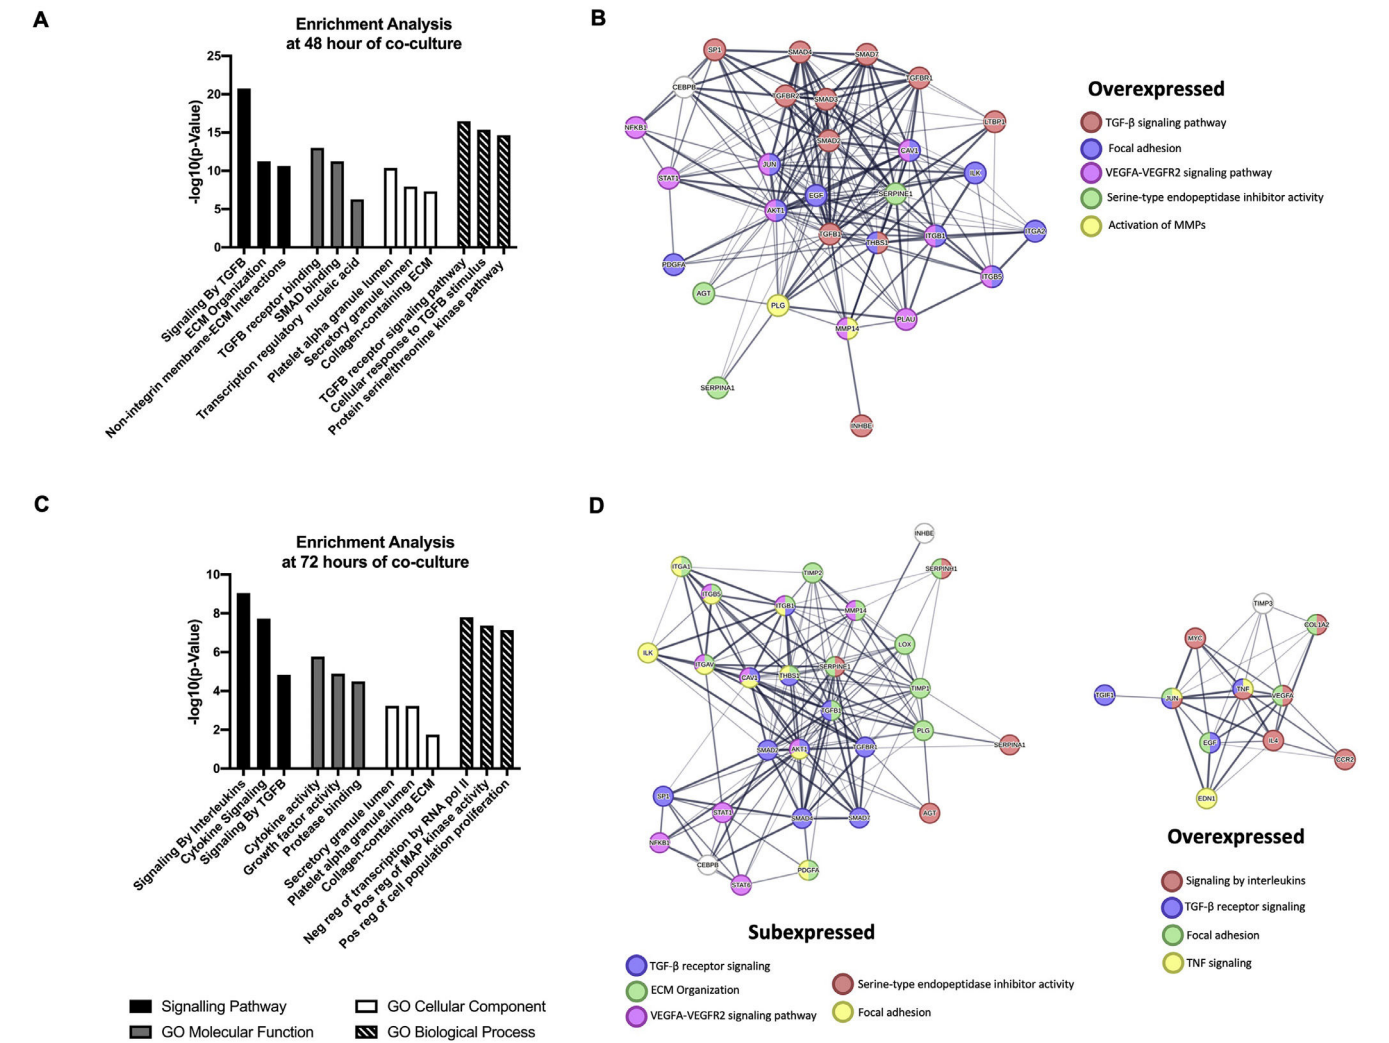 A
Enrichment Analysis
at 48 hour of co-culture
-log10(p-Value)
25
20
15
10
5
0
Signaling By TGFB
ECM Organization
Non-integrin membrane-ECM Interactions
TGFB receptor binding
SMAD binding
Transcription regulatory nucleic acid
Platelet alpha granule lumen
Secretory granule lumen
Collagen-containing ECM
TGFB receptor signaling pathway
Cellular response to TGFB stimulus
Protein serine/threonine kinase pathway
B
SP1
SMAD4
SMAD7
TGFBR1
CEBPB
TGFBR2
SMAD3
LTBP1
NFKB1
SMAD2
CAV1
JUN
ILK
STAT1
EGF
SERPINE1
AKT1
TGFB1
THBS1
ITGB1
ITGA2
PDGFA
ITGB5
AGT
PLG
PLAU
MMP14
SERPINA1
INHBE
Overexpressed
TGF-β signaling pathway
Focal adhesion
VEGFA-VEGFR2 signaling pathway
Serine-type endopeptidase inhibitor activity
Activation of MMPs
C
Enrichment Analysis
at 72 hours of co-culture
-log10(p-Value)
10
8
6
4
2
0
Signaling By Interleukins
Cytokine Signaling
Signaling By TGFB
Cytokine activity
Growth factor activity
Protease binding
Secretory granule lumen
Platelet alpha granule lumen
Collagen-containing ECM
Neg reg of transcription by RNA pol II
Pos reg of MAP kinase activity
Pos reg of cell population proliferation
Signalling Pathway
GO Cellular Component
GO Molecular Function
GO Biological Process
D
INHBE
ITGA1
TIMP2
SERPINH1
ITGB5
ITGB1
MMP14
LOX
ILK
ITGAV
SERPINE1
CAV1
THBS1
TIMP1
TGFB1
PLG
SMAD2
AKT1
TGFBR1
SERPINA1
SP1
STAT1
SMAD4
SMAD7
AGT
NFKB1
CEBPB
PDGFA
STAT6
Subexpressed
TGF-β receptor signaling
ECM Organization
VEGFA-VEGFR2 signaling pathway
Serine-type endopeptidase inhibitor activity
Focal adhesion
TIMP3
COL1A2
MYC
TGIF1
JUN
TNF
VEGFA
EGF
IL4
CCR2
EDN1
Overexpressed
Signaling by interleukins
TGF-β receptor signaling
Focal adhesion
TNF signaling